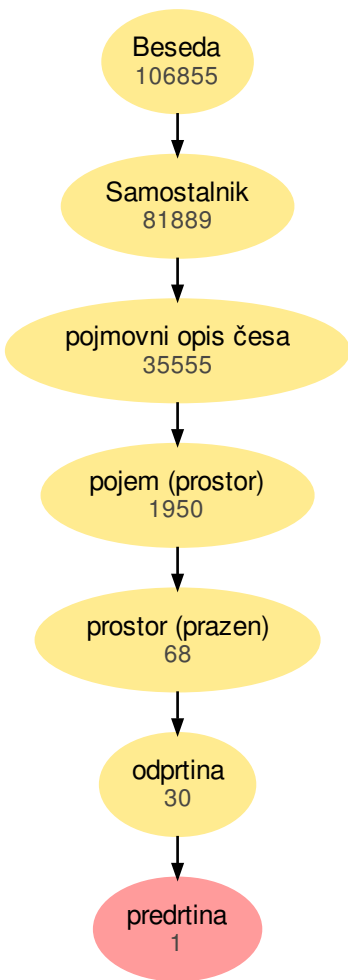 Beseda
106855
Samostalnik
81889
pojmovni opis česa
35555
pojem (prostor)
1950
prostor (prazen)
68
odprtina
30
predrtina
1